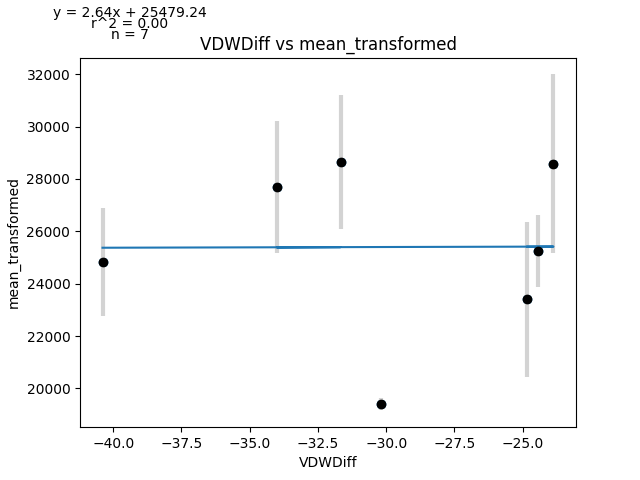 y = 2.64x + 25479.24
r^2 = 0.00
n = 7
VDWDiff vs mean_transformed
32000
30000
28000
26000
24000
22000
20000
mean_transformed
−40.0 −37.5 −35.0 −32.5 −30.0 −27.5 −25.0
VDWDiff